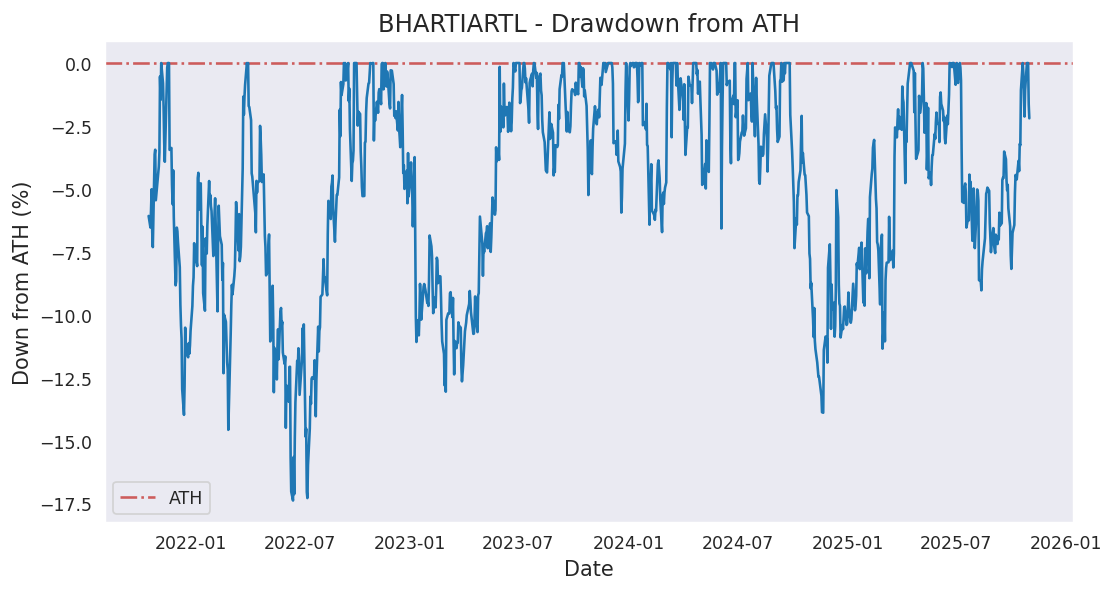 BHARTIARTL - Drawdown from ATH
Down from ATH (%)
0.0
−2.5
−5.0
−7.5
−10.0
−12.5
−15.0
−17.5
ATH
2022-01 2022-07 2023-01 2023-07 2024-01 2024-07 2025-01 2025-07 2026-01
Date